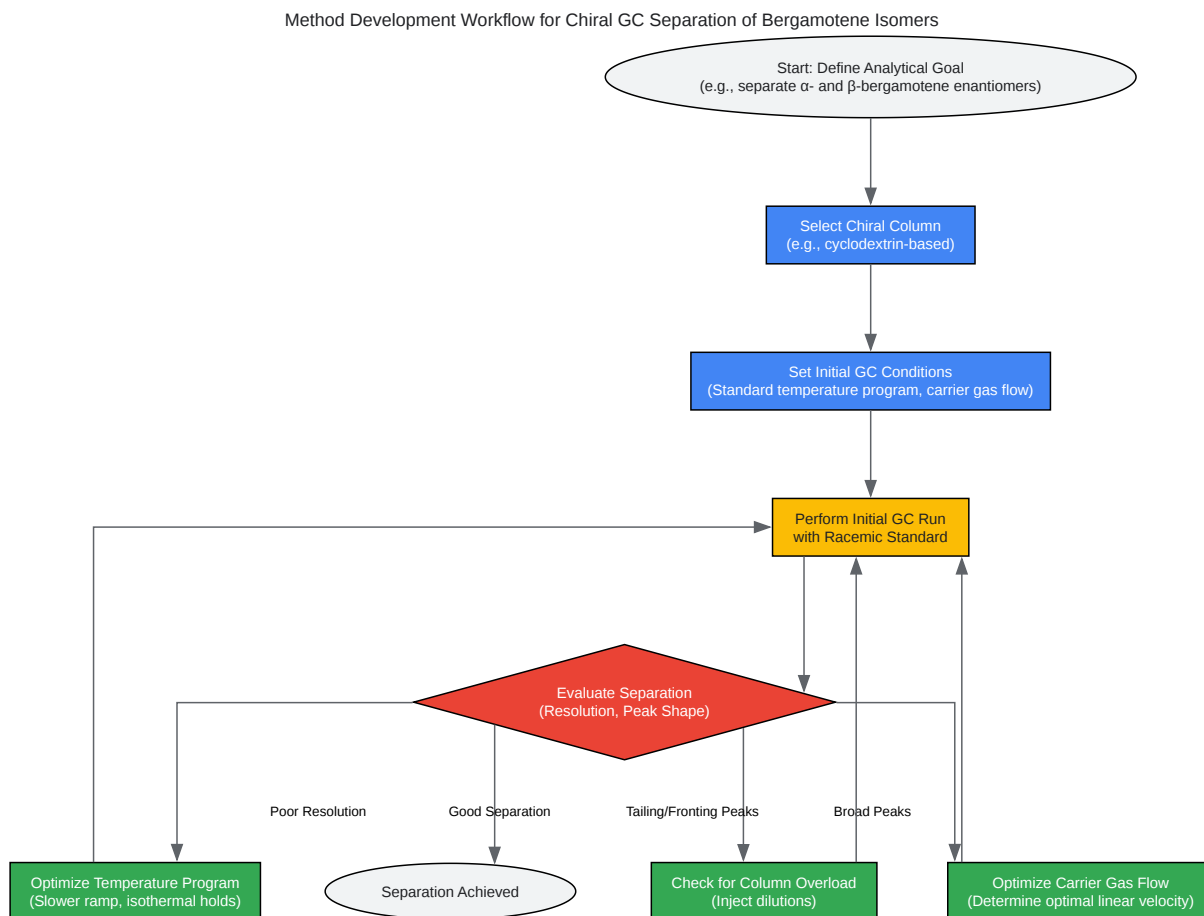 Method Development Workflow for Chiral GC Separation of Bergamotene Isomers
Start: Define Analytical Goal
(e.g., separate α- and β-bergamotene enantiomers)
Select Chiral Column
(e.g., cyclodextrin-based)
Set Initial GC Conditions
(Standard temperature program, carrier gas flow)
Perform Initial GC Run
with Racemic Standard
Evaluate Separation
(Resolution, Peak Shape)
Poor Resolution
Good Separation
Tailing/Fronting Peaks
Broad Peaks
Optimize Temperature Program
(Slower ramp, isothermal holds)
Separation Achieved
Check for Column Overload
(Inject dilutions)
Optimize Carrier Gas Flow
(Determine optimal linear velocity)